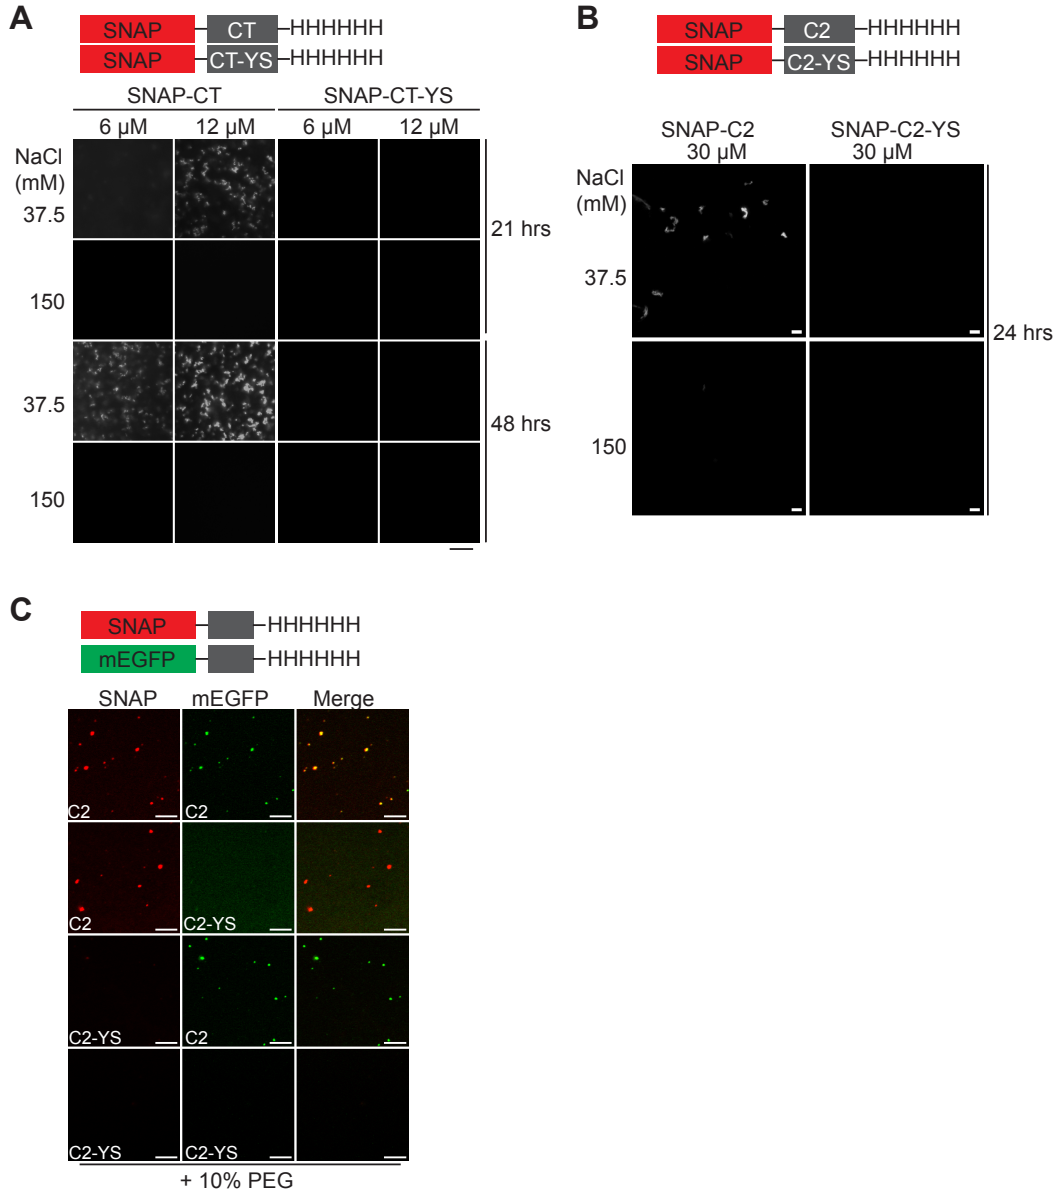 A
SNAP CT HHHHHH
SNAP CT-YS HHHHHH
SNAP-CT SNAP-CT-YS
6 µM 12 µM 6 µM 12 µM
NaCl
(mM)
37.5
21 hrs
150
37.5
48 hrs
150
B
SNAP C2 HHHHHH
SNAP C2-YS HHHHHH
SNAP-C2 SNAP-C2-YS
30 µM 30 µM
NaCl
(mM)
37.5
24 hrs
150
C
SNAP HHHHHH
mEGFP HHHHHH
SNAP mEGFP Merge
C2 C2
C2 C2-YS
C2-YS C2
C2-YS C2-YS
+ 10% PEG